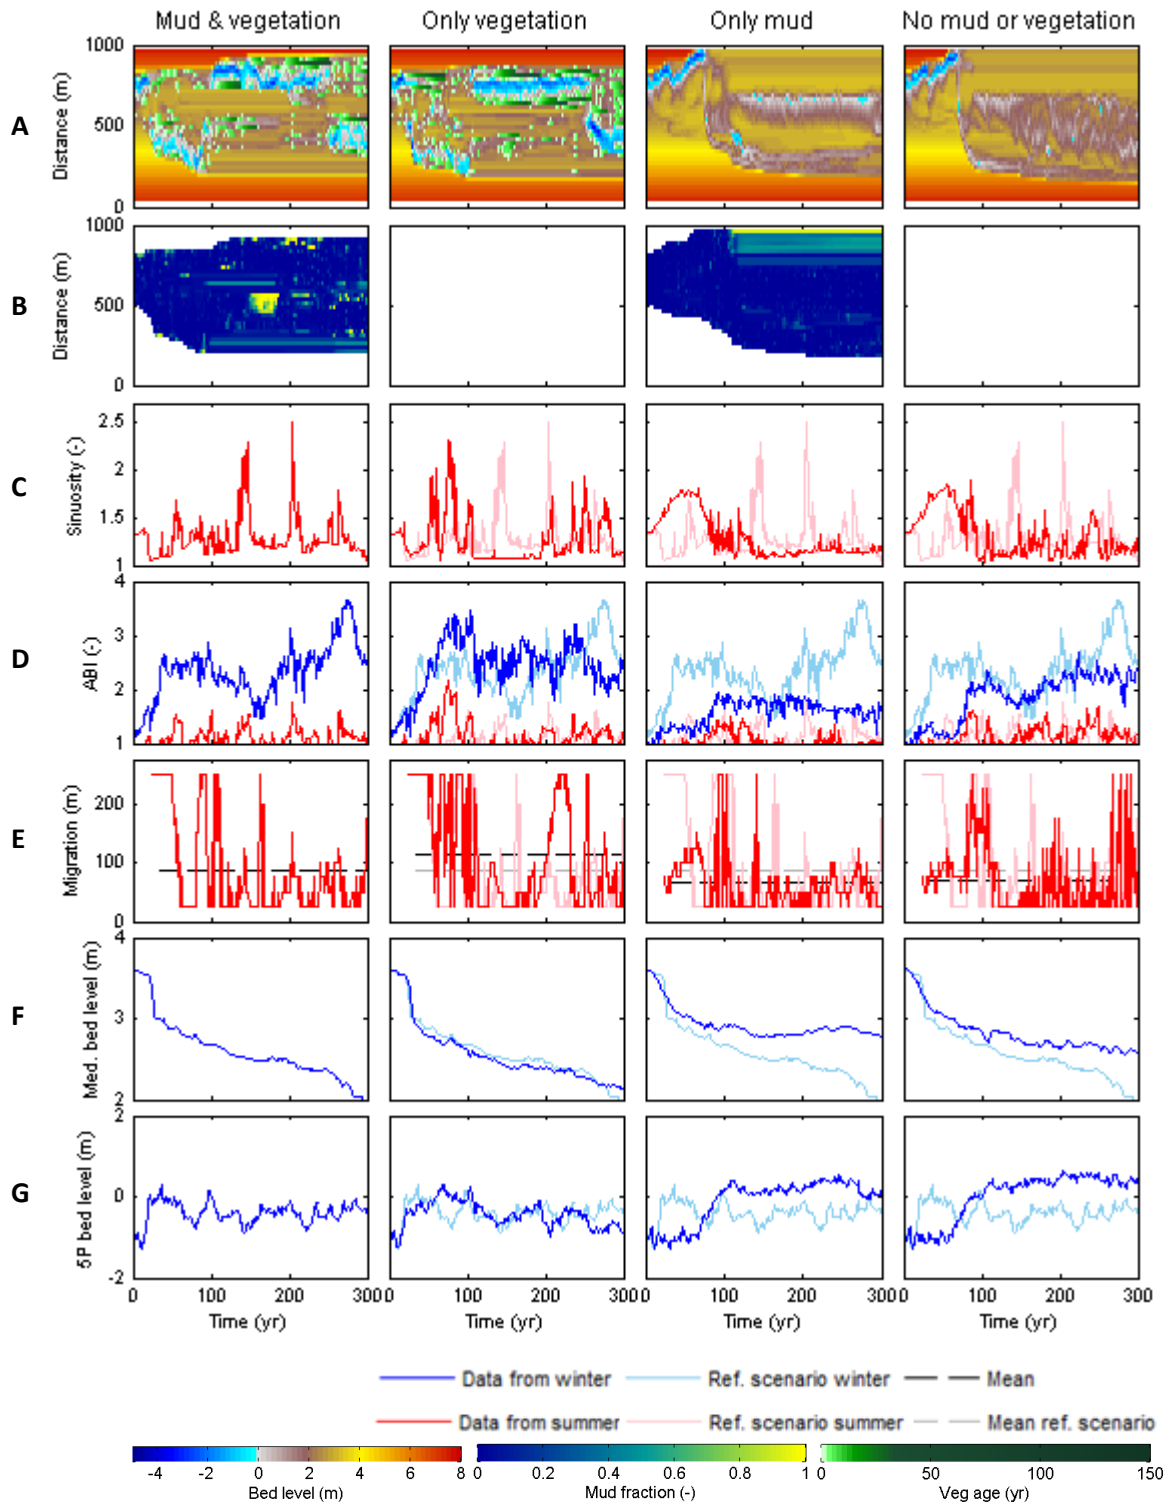 Mud & vegetation
Only vegetation
Only mud
No mud or vegetation
A
Distance (m)
1000
500
0
B
Distance (m)
1000
500
0
C
Sinuosity (-)
2.5
2
1.5
1
D
ABI (-)
4
3
2
1
E
Migration (m)
200
100
0
F
Med. bed level (m)
4
3
2
G
5P bed level (m)
2
0
-2
0 100 200 300
0 100 200 300
0 100 200 300
0 100 200 300
Time (yr)
Time (yr)
Time (yr)
Time (yr)
Data from winter
Ref. scenario winter
Mean
Data from summer
Ref. scenario summer
Mean ref. scenario
-4 -2 0 2 4 6 8
Bed level (m)
0 0.2 0.4 0.6 0.8 1
Mud fraction (-)
0 50 100 150
Veg age (yr)